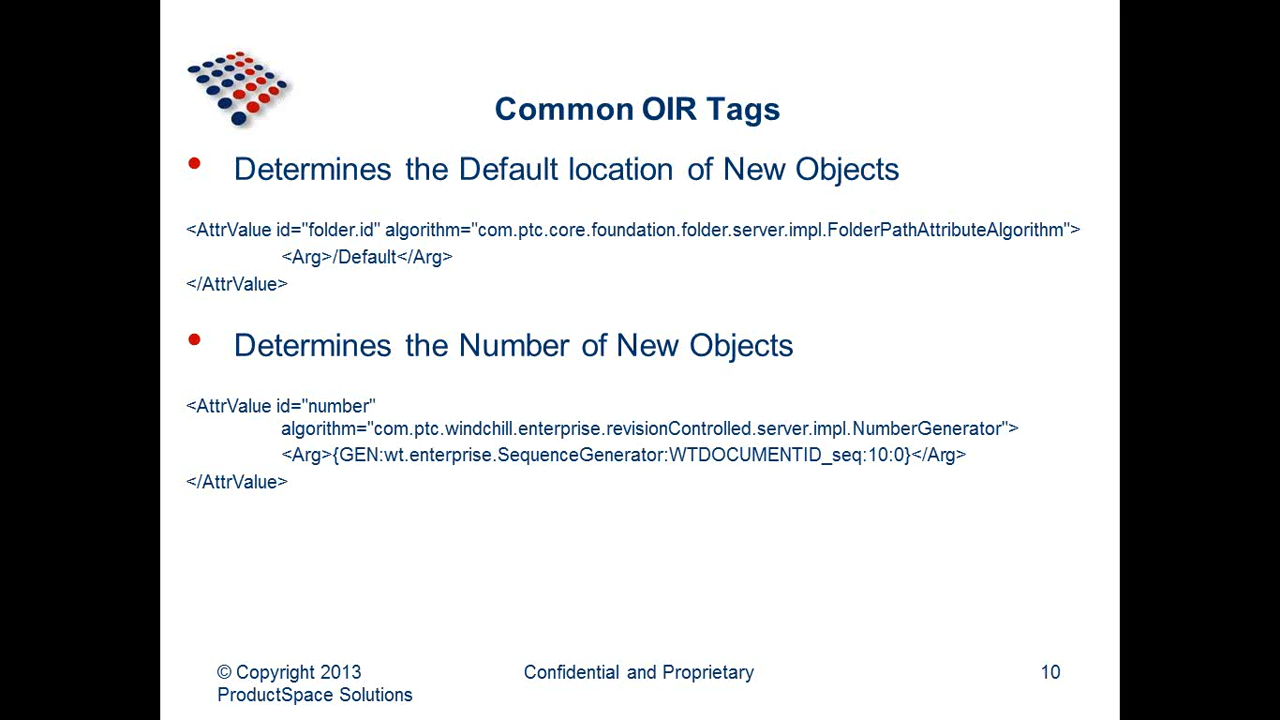 Common OIR Tags
• Determines the Default location of New Objects
<AttrValue id="folder.id" algorithm="com.ptc.core.foundation.folder.server.impl.FolderPathAttributeAlgorithm">
<Arg>/Default</Arg>
</AttrValue>
• Determines the Number of New Objects
<AttrValue id="number"
algorithm="com.ptc.windchill.enterprise.revisionControlled.server.impl.NumberGenerator">
<Arg>{GEN:wt.enterprise.SequenceGenerator:WTDOCUMENTID_seq:10:0}</Arg>
</AttrValue>
© Copyright 2013
ProductSpace Solutions
Confidential and Proprietary
10